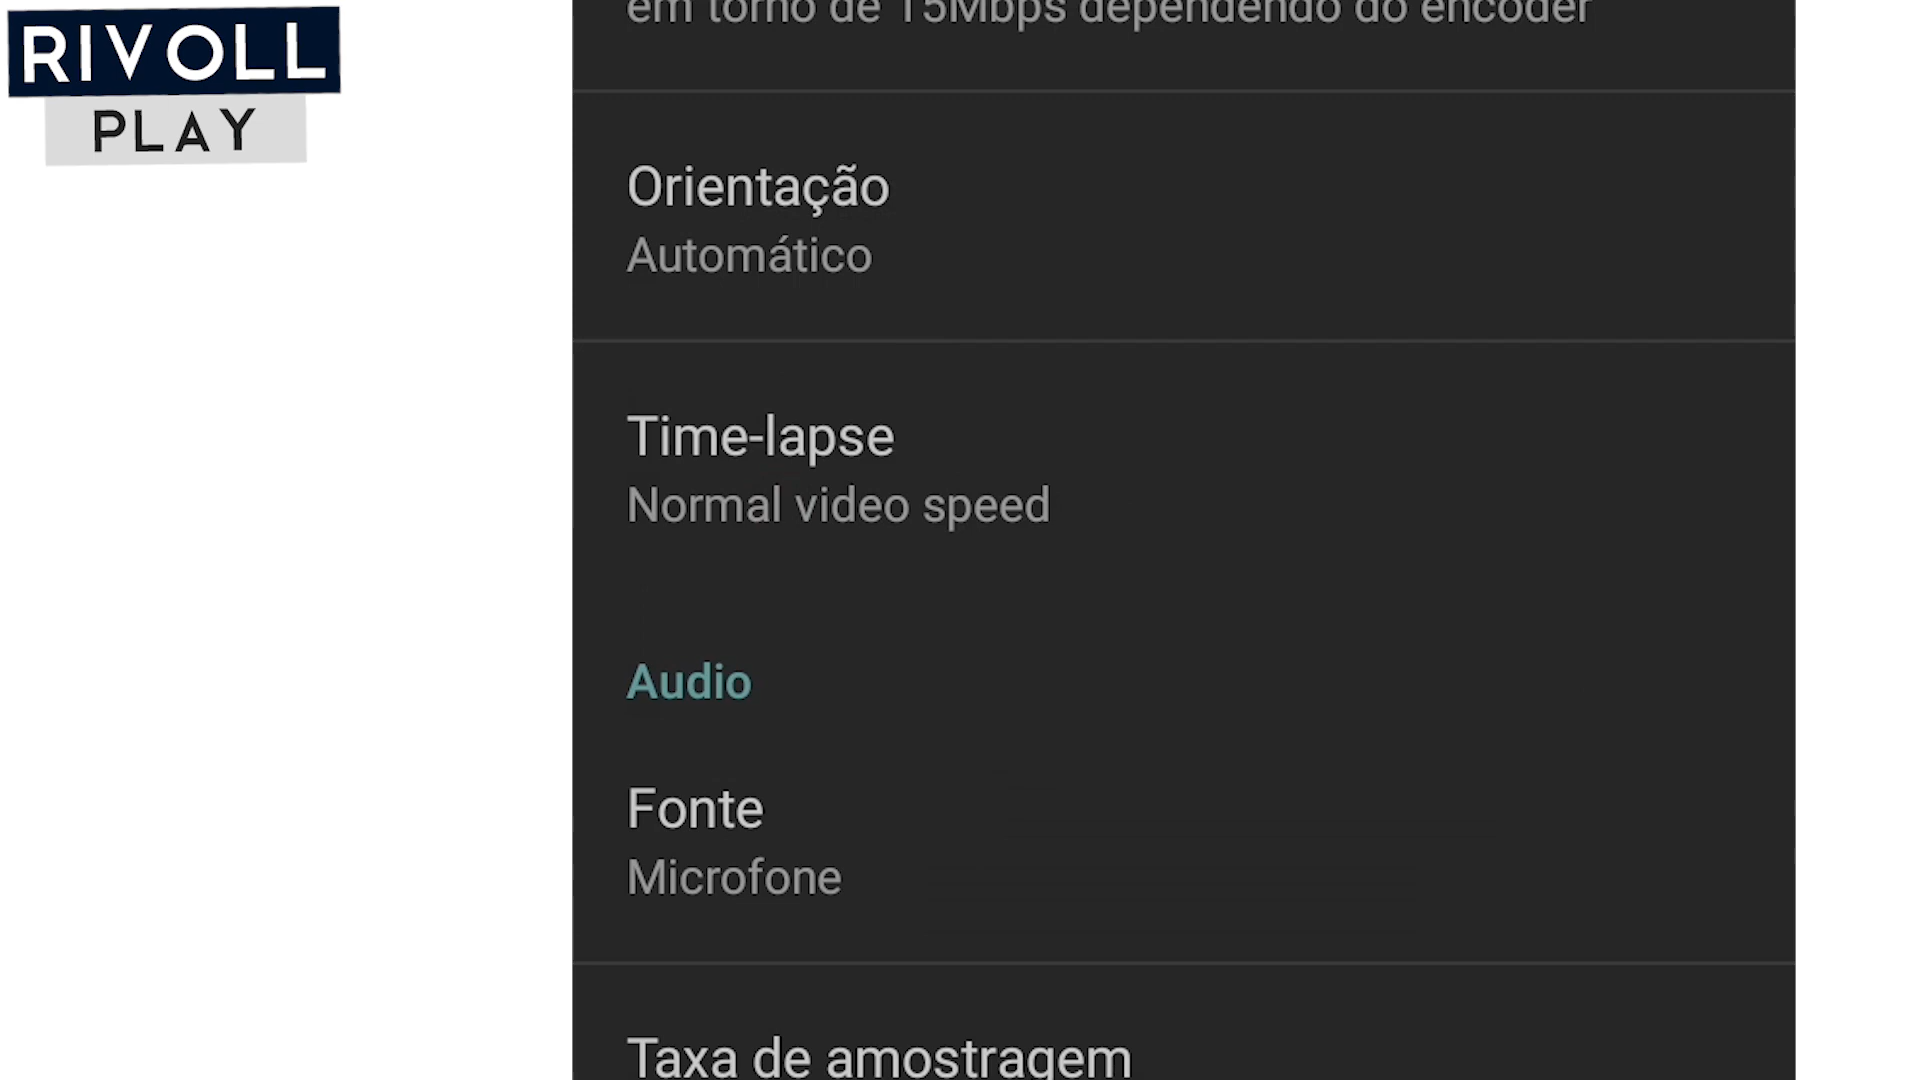 RIVOLL
PLAY
em torno de 15Mbps dependendo do encoder
Orientação
Automático
Time-lapse
Normal video speed
Audio
Fonte
Microfone
Taxa de amostragem